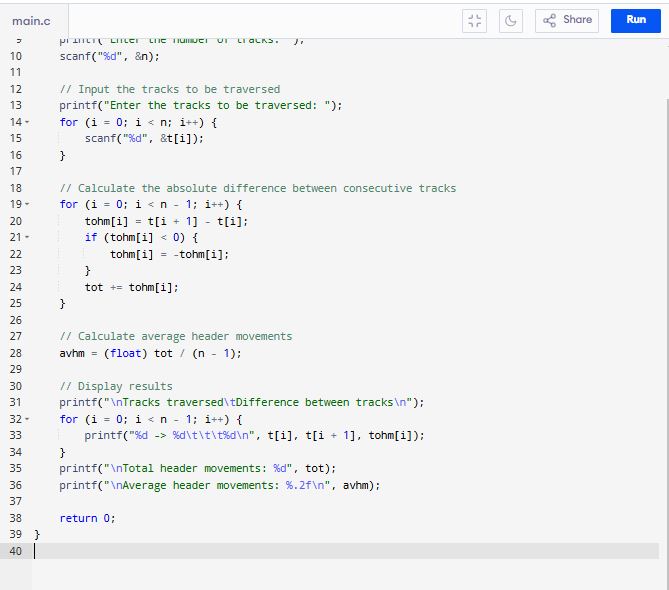 main.c
Share
Run
9 printf("Enter the number of tracks: ");
10 scanf("%d", &n);
11
12 // Input the tracks to be traversed
13 printf("Enter the tracks to be traversed: ");
14 for (i = 0; i < n; i++) {
15 scanf("%d", &t[i]);
16 }
17
18 // Calculate the absolute difference between consecutive tracks
19 for (i = 0; i < n - 1; i++) {
20 tohm[i] = t[i + 1] - t[i];
21 if (tohm[i] < 0) {
22 tohm[i] = -tohm[i];
23 }
24 tot += tohm[i];
25 }
26
27 // Calculate average header movements
28 avhm = (float) tot / (n - 1);
29
30 // Display results
31 printf("\nTracks traversed\tDifference between tracks\n");
32 for (i = 0; i < n - 1; i++) {
33 printf("%d -> %d\t\t\t%d\n", t[i], t[i + 1], tohm[i]);
34 }
35 printf("\nTotal header movements: %d", tot);
36 printf("\nAverage header movements: %.2f\n", avhm);
37
38 return 0;
39 }
40